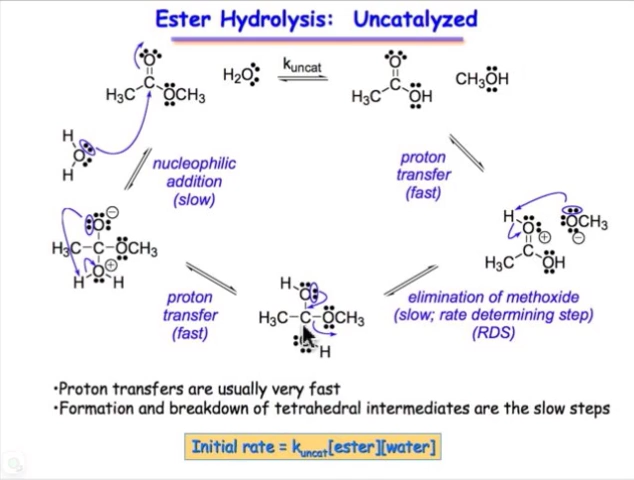 Ester Hydrolysis: Uncatalyzed
O
H₃C C OCH₃
H₂O
k_uncat
O
H₃C C OH
CH₃OH
H
O
H
nucleophilic
addition
(slow)
proton
transfer
(fast)
O ⊖
H₃C–C–OCH₃
H O ⊕ H
H
O ⊕
H₃C C OH
OCH₃
⊖
proton
transfer
(fast)
H
O
H₃C–C–OCH₃
H
elimination of methoxide
(slow; rate determining step)
(RDS)
•Proton transfers are usually very fast
•Formation and breakdown of tetrahedral intermediates are the slow steps
Initial rate = k_uncat[ester][water]